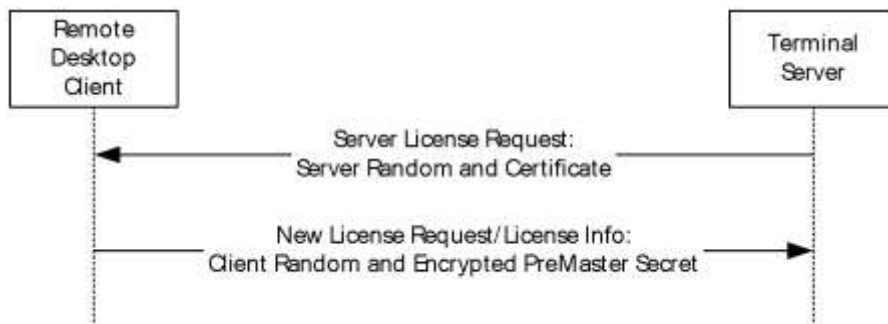 Remote
Desktop
Client
Terminal
Server
Server License Request:
Server Random and Certificate
New License Request/License Info:
Client Random and Encrypted PreMaster Secret